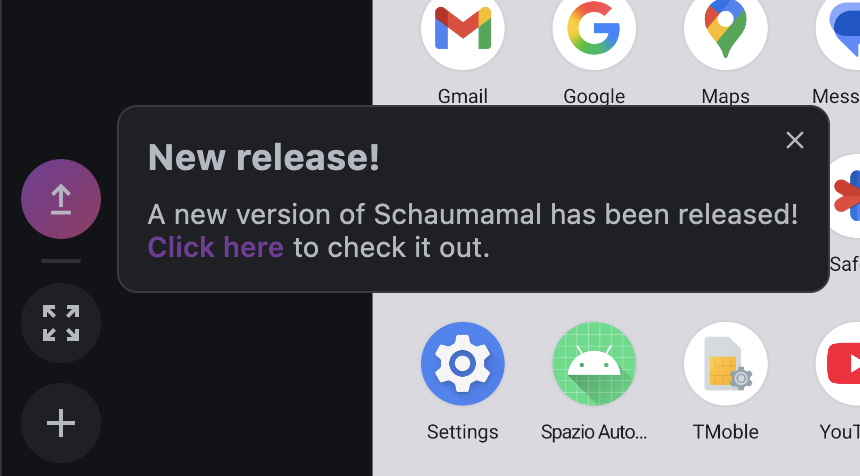 Gmail
Google
Maps
Mess
New release!
A new version of Schaumamal has been released!
Click here to check it out.
Saf
Settings
Spazio Auto...
TMoble
YouT